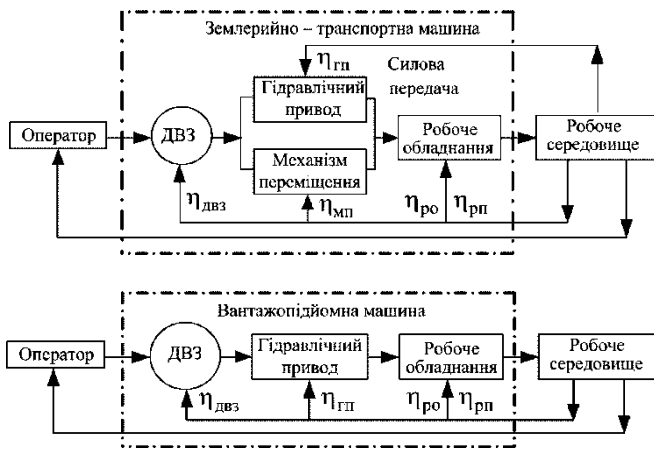 Землерийно – транспортна машина
ηгп
Силова
передача
Гідравлічний
привод
Оператор
ДВЗ
Робоче
обладнання
Робоче
середовище
Механізм
переміщення
ηдвз
ηмп
ηро
ηрп
Вантажопідйомна машина
Оператор
ДВЗ
Гідравлічний
привод
Робоче
обладнання
Робоче
середовище
ηдвз
ηгп
ηро
ηрп